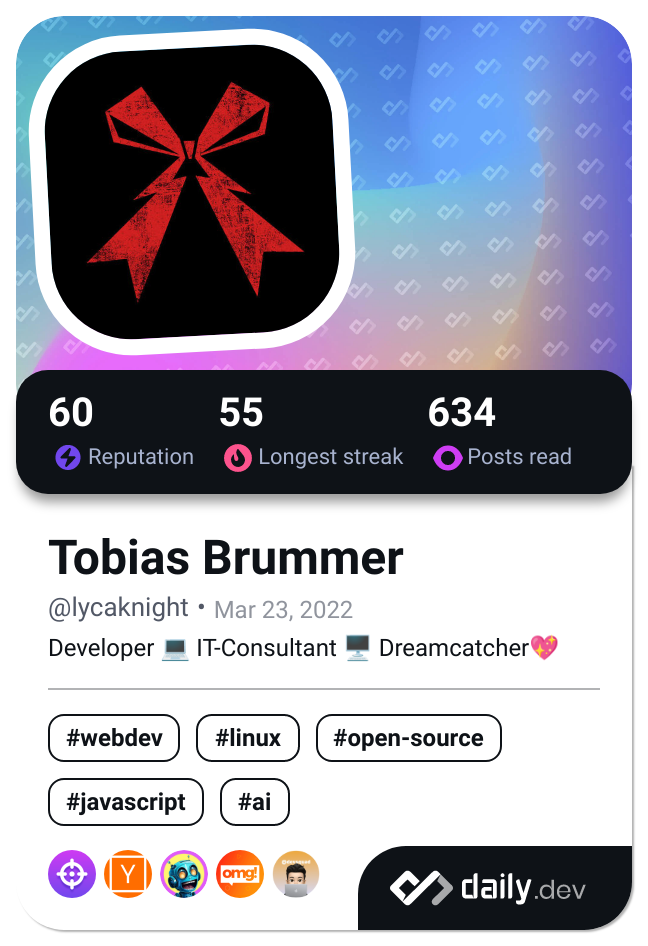 60 55 634
Reputation Longest streak Posts read
Tobias Brummer
@lycaknight • Mar 23, 2022
Developer 💻 IT-Consultant 🖥️ Dreamcatcher💖
#webdev #linux #open-source
#javascript #ai
Y omg!
daily.dev